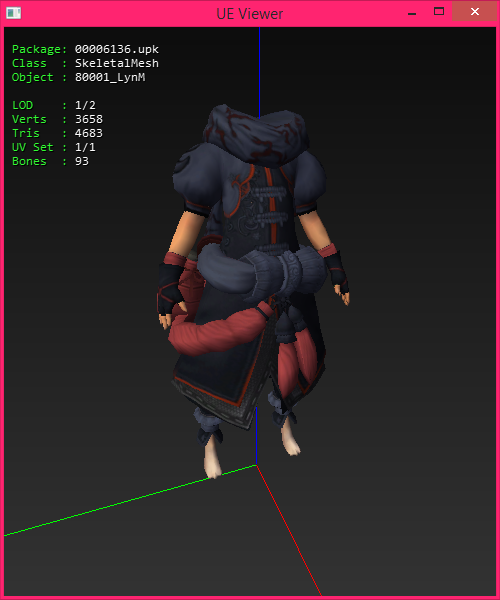 UE Viewer
Package: 00006136.upk
Class  : SkeletalMesh
Object : 80001_LynM
LOD    : 1/2
Verts  : 3658
Tris   : 4683
UV Set : 1/1
Bones  : 93